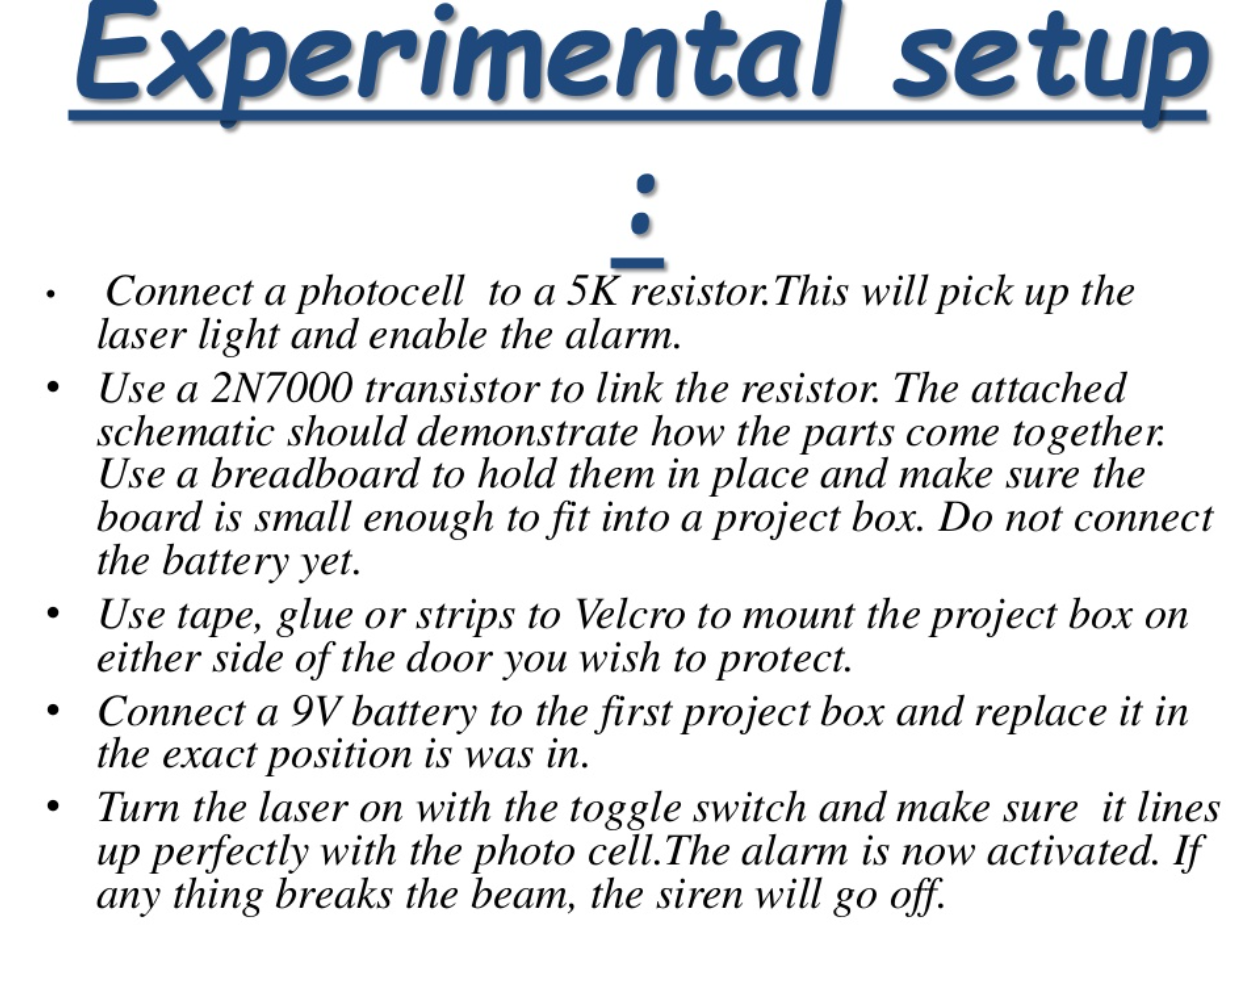 Experimental setup
:
• Connect a photocell  to a 5K resistor.This will pick up the
laser light and enable the alarm.
• Use a 2N7000 transistor to link the resistor. The attached
schematic should demonstrate how the parts come together.
Use a breadboard to hold them in place and make sure the
board is small enough to fit into a project box. Do not connect
the battery yet.
• Use tape, glue or strips to Velcro to mount the project box on
either side of the door you wish to protect.
• Connect a 9V battery to the first project box and replace it in
the exact position is was in.
• Turn the laser on with the toggle switch and make sure  it lines
up perfectly with the photo cell.The alarm is now activated. If
any thing breaks the beam, the siren will go off.